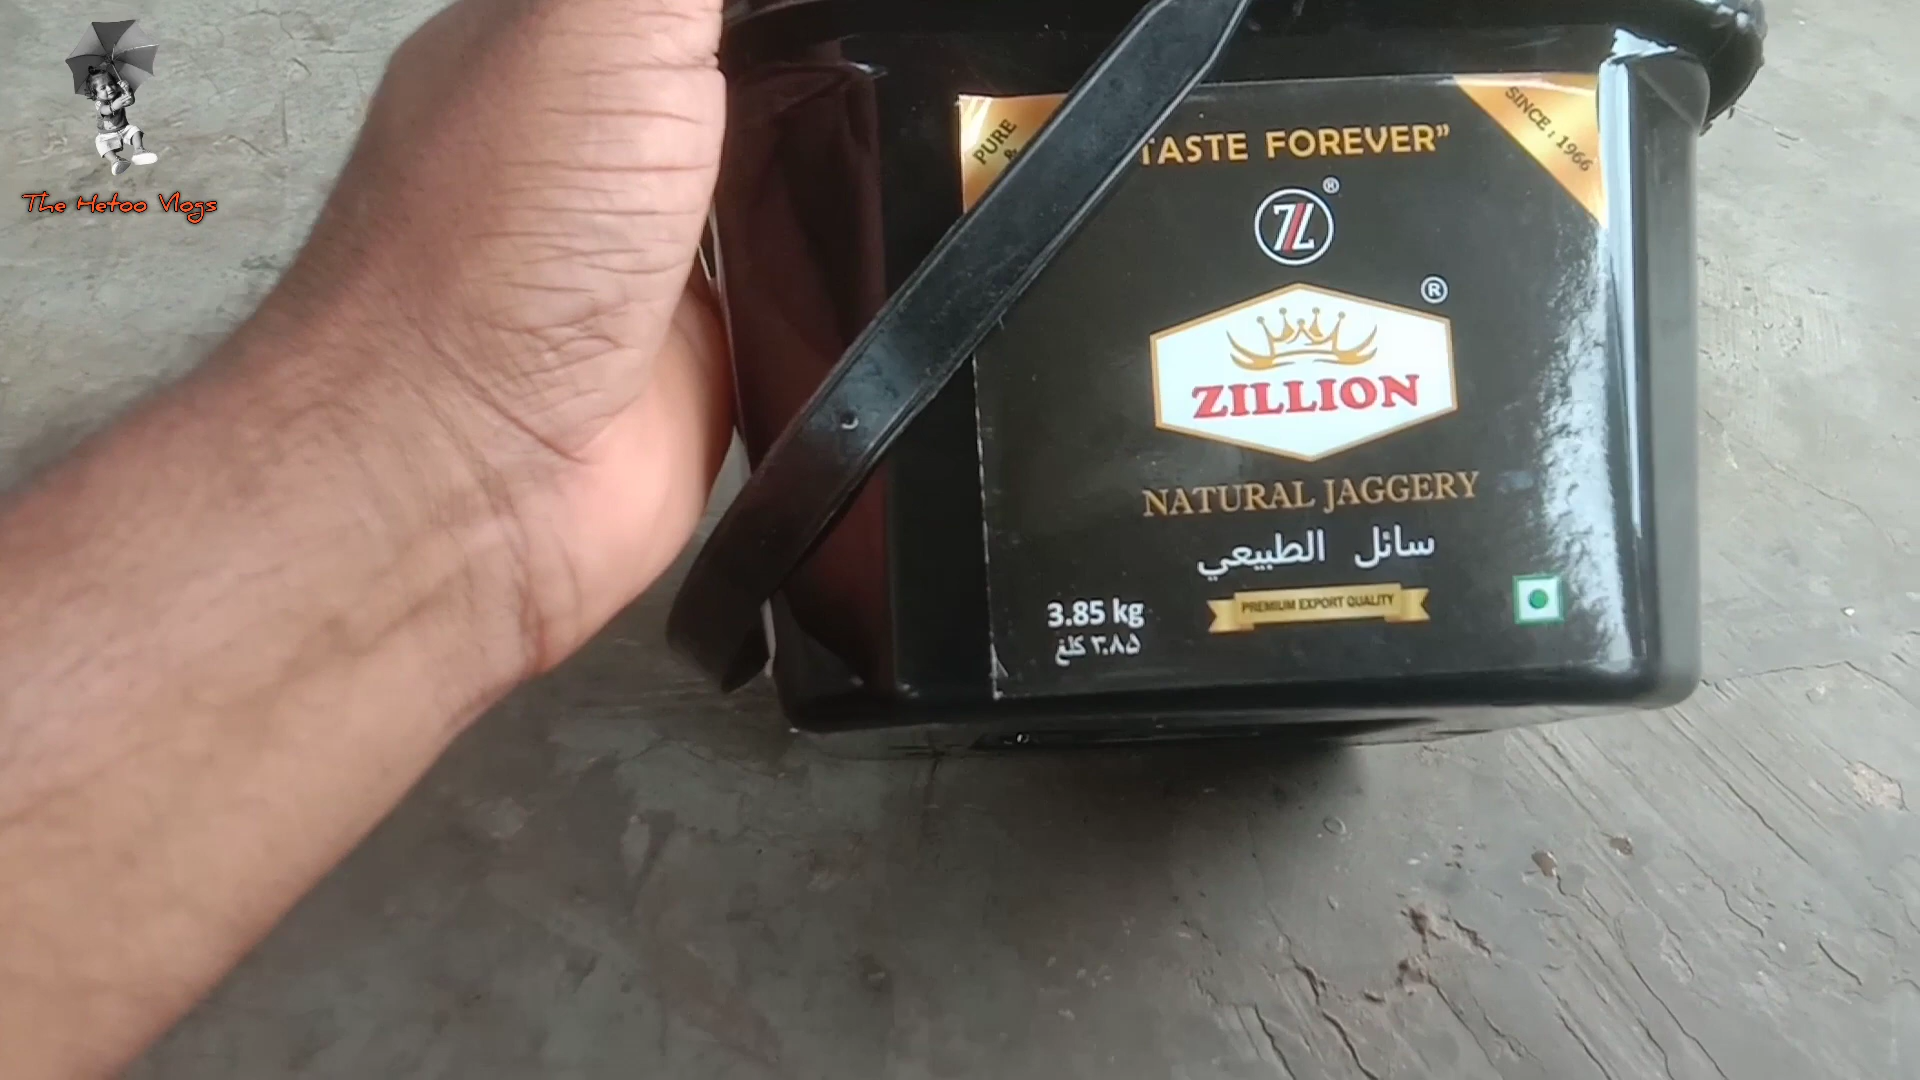 The Hetoo Vlogs
PURE
&
TASTE FOREVER”
SINCE : 1966
®
ZL
®
ZILLION
NATURAL JAGGERY
سائل الطبيعي
PREMIUM EXPORT QUALITY
3.85 kg
٣.٨۵ كلغ